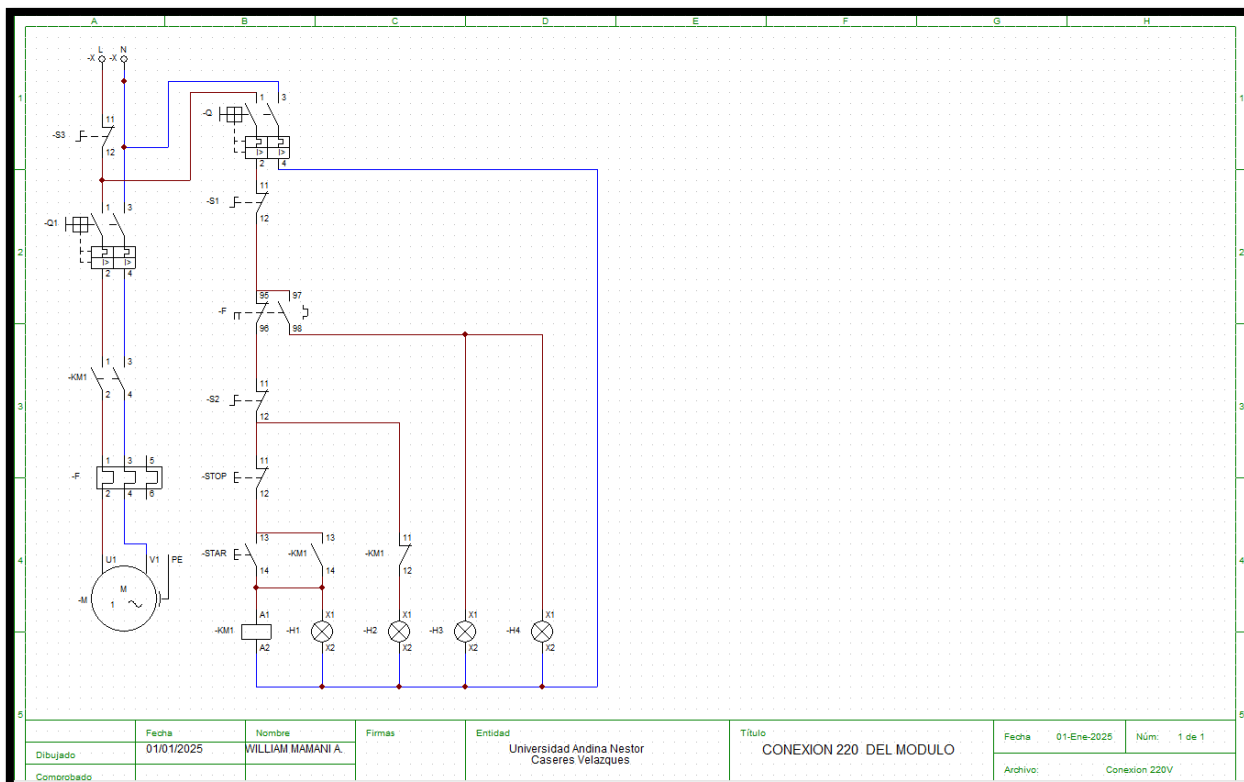 A B C D E F G H
L N
-X -X
1 1
1 3
-Q
I> I>
2 4
11
-S3
12
11
-S1
12
1 3
-Q1
I> I>
2 4
2 2
95 97
-F
96 98
1 3
-KM1
2 4
11
-S2
12
3 3
1 3 5
-F
2 4 6
11
-STOP
12
13 13 11
-STAR -KM1 -KM1
14 14 12
4 4
U1 V1 PE
M
-M 1
A1 X1 X1 X1 X1
-KM1 -H1 -H2 -H3 -H4
A2 X2 X2 X2 X2
5 5
Fecha Nombre Firmas Entidad Título
Dibujado 01/01/2025 WILLIAM MAMANI A.
Comprobado
Universidad Andina Nestor
Caseres Velazques
CONEXION 220 DEL MODULO
Fecha 01-Ene-2025 Núm: 1 de 1
Archivo: Conexion 220V